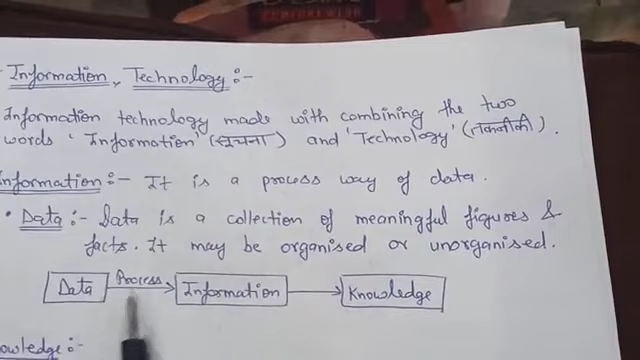 Information Technology :-
Information technology made with combining the two
words 'Information' (सूचना) and 'Technology' (तकनीकी).
Information :- It is a process way of data.
• Data :- Data is a collection of meaningful figures &
facts. It may be organised or unorganised.
Data Process Information Knowledge
Knowledge :-